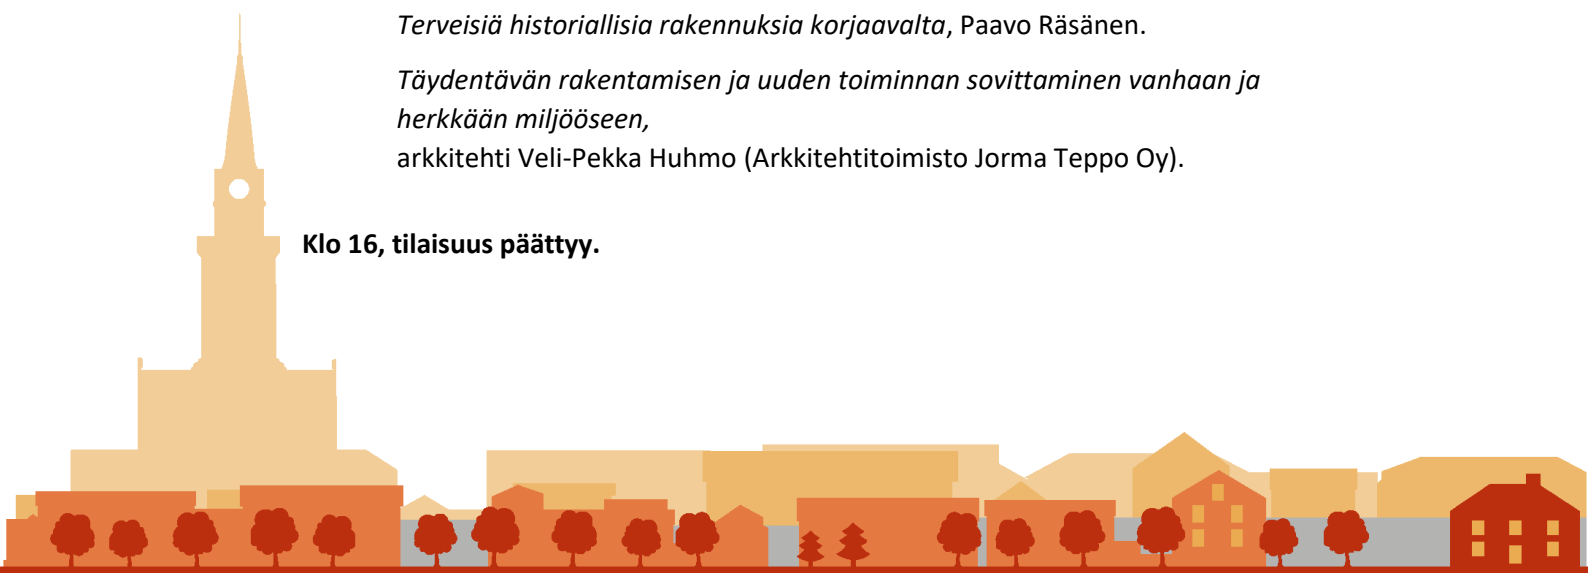 Terveisiä historiallisia rakennuksia korjaavalta, Paavo Räsänen.
Täydentävän rakentamisen ja uuden toiminnan sovittaminen vanhaan ja
herkkään miljööseen,
arkkitehti Veli-Pekka Huhmo (Arkkitehtitoimisto Jorma Teppo Oy).
Klo 16, tilaisuus päättyy.